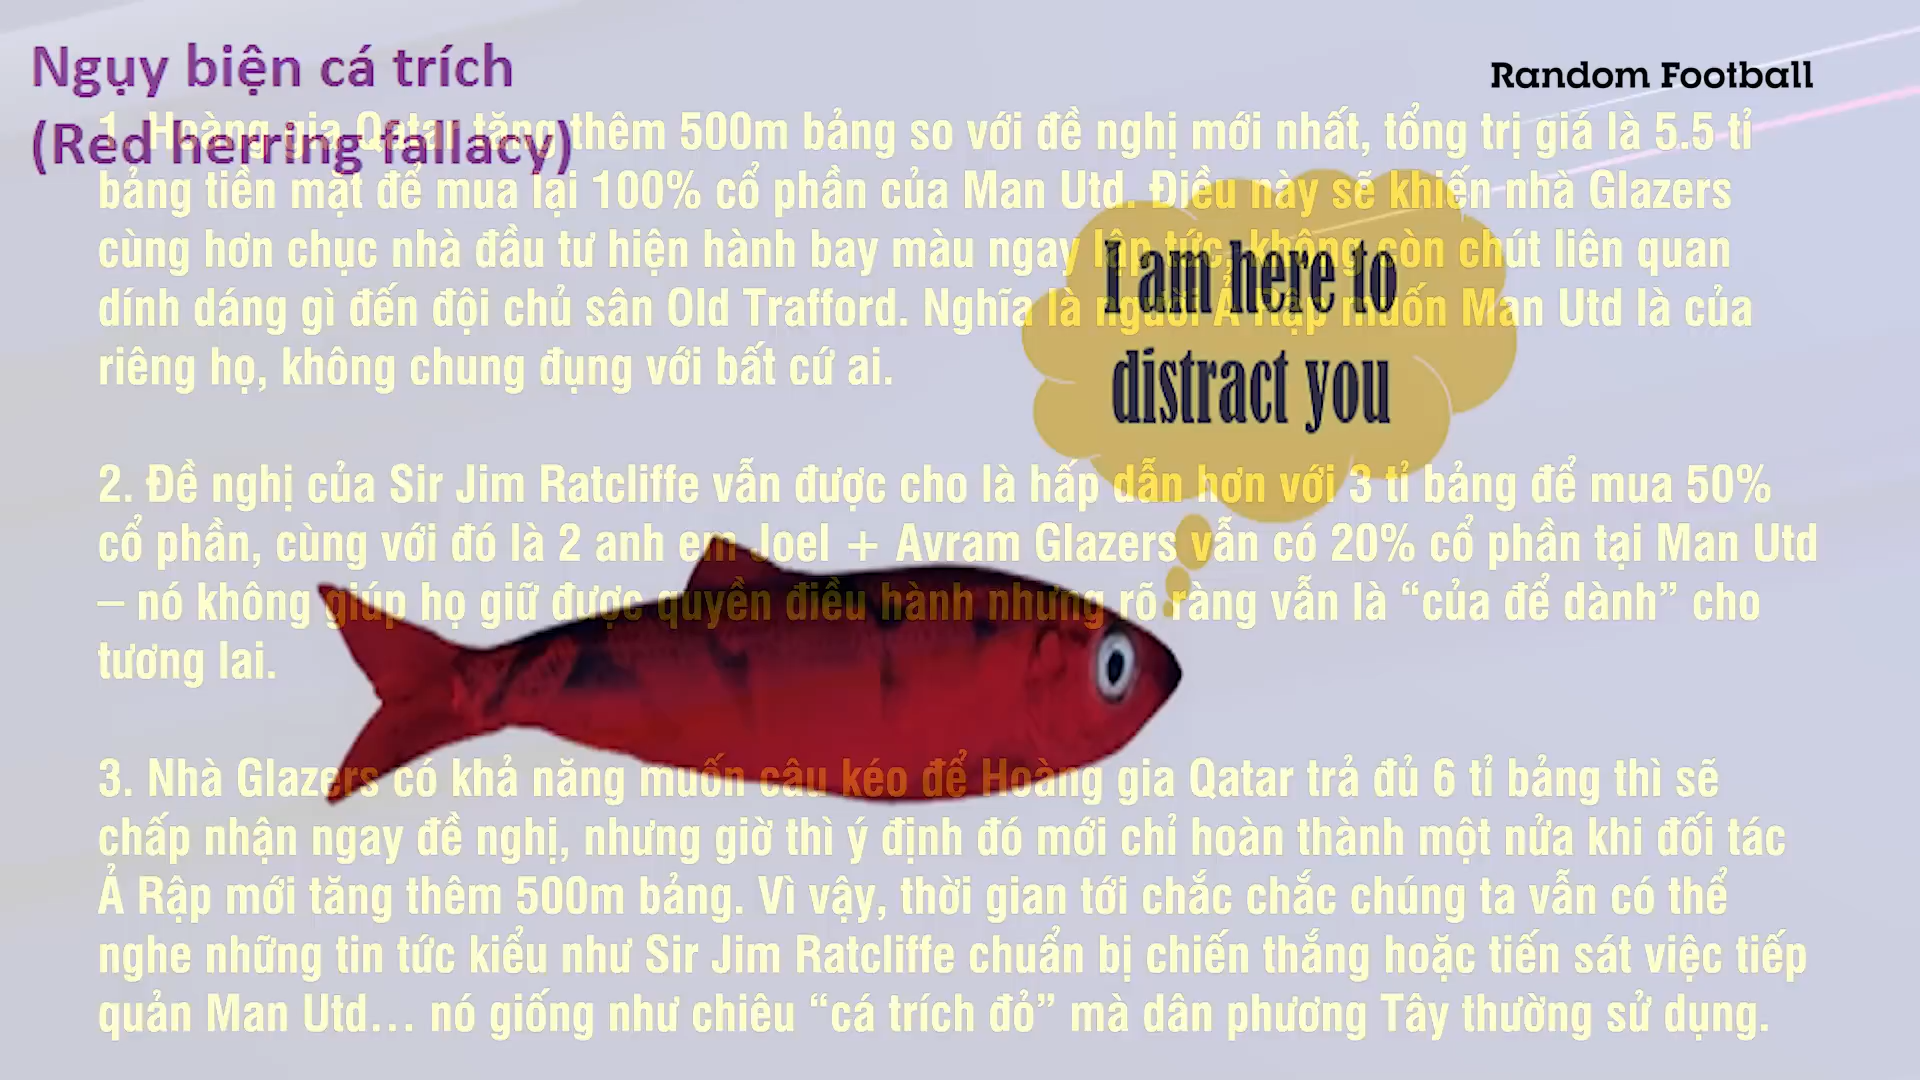 Ngụy biện cá trích
(Red herring fallacy)
Random Football
1. Hoàng gia Qatar tăng thêm 500m bảng so với đề nghị mới nhất, tổng trị giá là 5.5 tỉ
bảng tiền mặt để mua lại 100% cổ phần của Man Utd. Điều này sẽ khiến nhà Glazers
cùng hơn chục nhà đầu tư hiện hành bay màu ngay lập tức, không còn chút liên quan
dính dáng gì đến đội chủ sân Old Trafford. Nghĩa là người Ả Rập muốn Man Utd là của
riêng họ, không chung đụng với bất cứ ai.
I am here to
distract you
2. Đề nghị của Sir Jim Ratcliffe vẫn được cho là hấp dẫn hơn với 3 tỉ bảng để mua 50%
cổ phần, cùng với đó là 2 anh em Joel + Avram Glazers vẫn có 20% cổ phần tại Man Utd
– nó không giúp họ giữ được quyền điều hành nhưng rõ ràng vẫn là “của để dành” cho
tương lai.
3. Nhà Glazers có khả năng muốn câu kéo để Hoàng gia Qatar trả đủ 6 tỉ bảng thì sẽ
chấp nhận ngay đề nghị, nhưng giờ thì ý định đó mới chỉ hoàn thành một nửa khi đối tác
Ả Rập mới tăng thêm 500m bảng. Vì vậy, thời gian tới chắc chắc chúng ta vẫn có thể
nghe những tin tức kiểu như Sir Jim Ratcliffe chuẩn bị chiến thắng hoặc tiến sát việc tiếp
quản Man Utd… nó giống như chiêu “cá trích đỏ” mà dân phương Tây thường sử dụng.